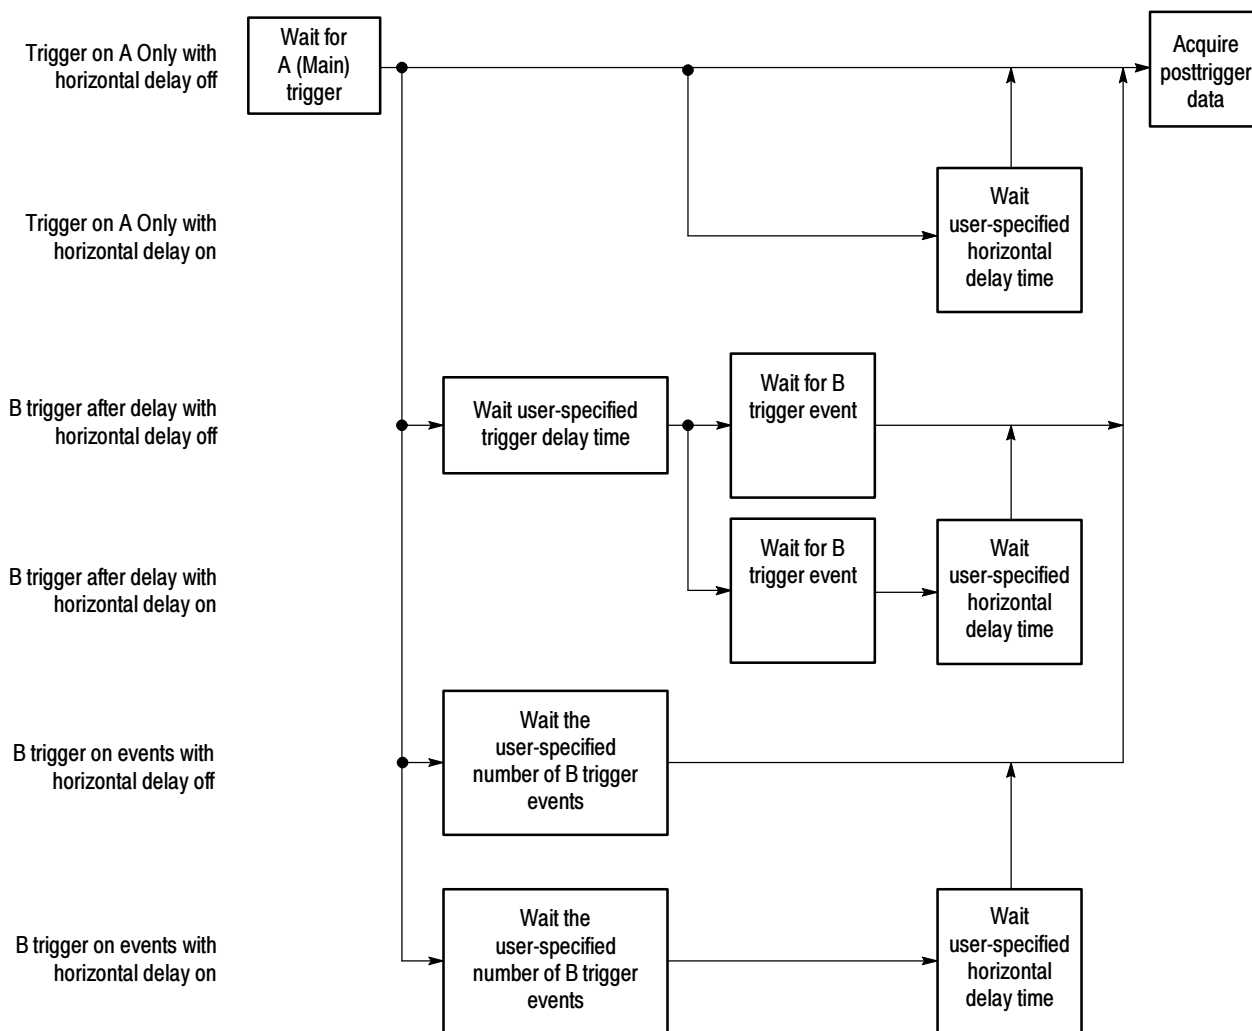 Trigger on A Only with
horizontal delay off
Wait for
A (Main)
trigger
Acquire
posttrigger
data
Trigger on A Only with
horizontal delay on
Wait
user-specified
horizontal
delay time
B trigger after delay with
horizontal delay off
Wait user-specified
trigger delay time
Wait for B
trigger event
B trigger after delay with
horizontal delay on
Wait for B
trigger event
Wait
user-specified
horizontal
delay time
B trigger on events with
horizontal delay off
Wait the
user-specified
number of B trigger
events
B trigger on events with
horizontal delay on
Wait the
user-specified
number of B trigger
events
Wait
user-specified
horizontal
delay time